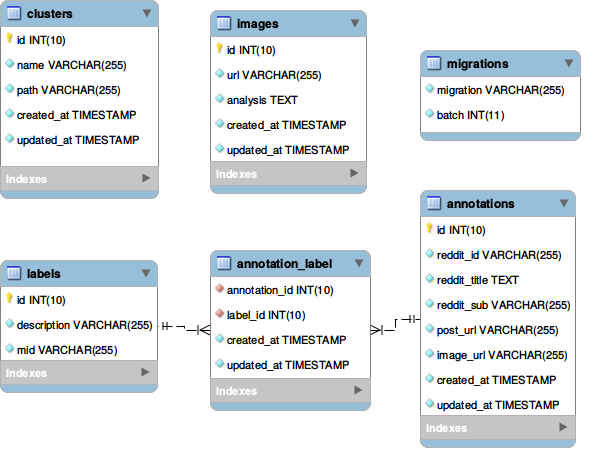 clusters
id INT(10)
name VARCHAR(255)
path VARCHAR(255)
created_at TIMESTAMP
updated_at TIMESTAMP
Indexes
images
id INT(10)
url VARCHAR(255)
analysis TEXT
created_at TIMESTAMP
updated_at TIMESTAMP
Indexes
migrations
migration VARCHAR(255)
batch INT(11)
labels
id INT(10)
description VARCHAR(255)
mid VARCHAR(255)
Indexes
annotation_label
annotation_id INT(10)
label_id INT(10)
created_at TIMESTAMP
updated_at TIMESTAMP
Indexes
annotations
id INT(10)
reddit_id VARCHAR(255)
reddit_title TEXT
reddit_sub VARCHAR(255)
post_url VARCHAR(255)
image_url VARCHAR(255)
created_at TIMESTAMP
updated_at TIMESTAMP
Indexes